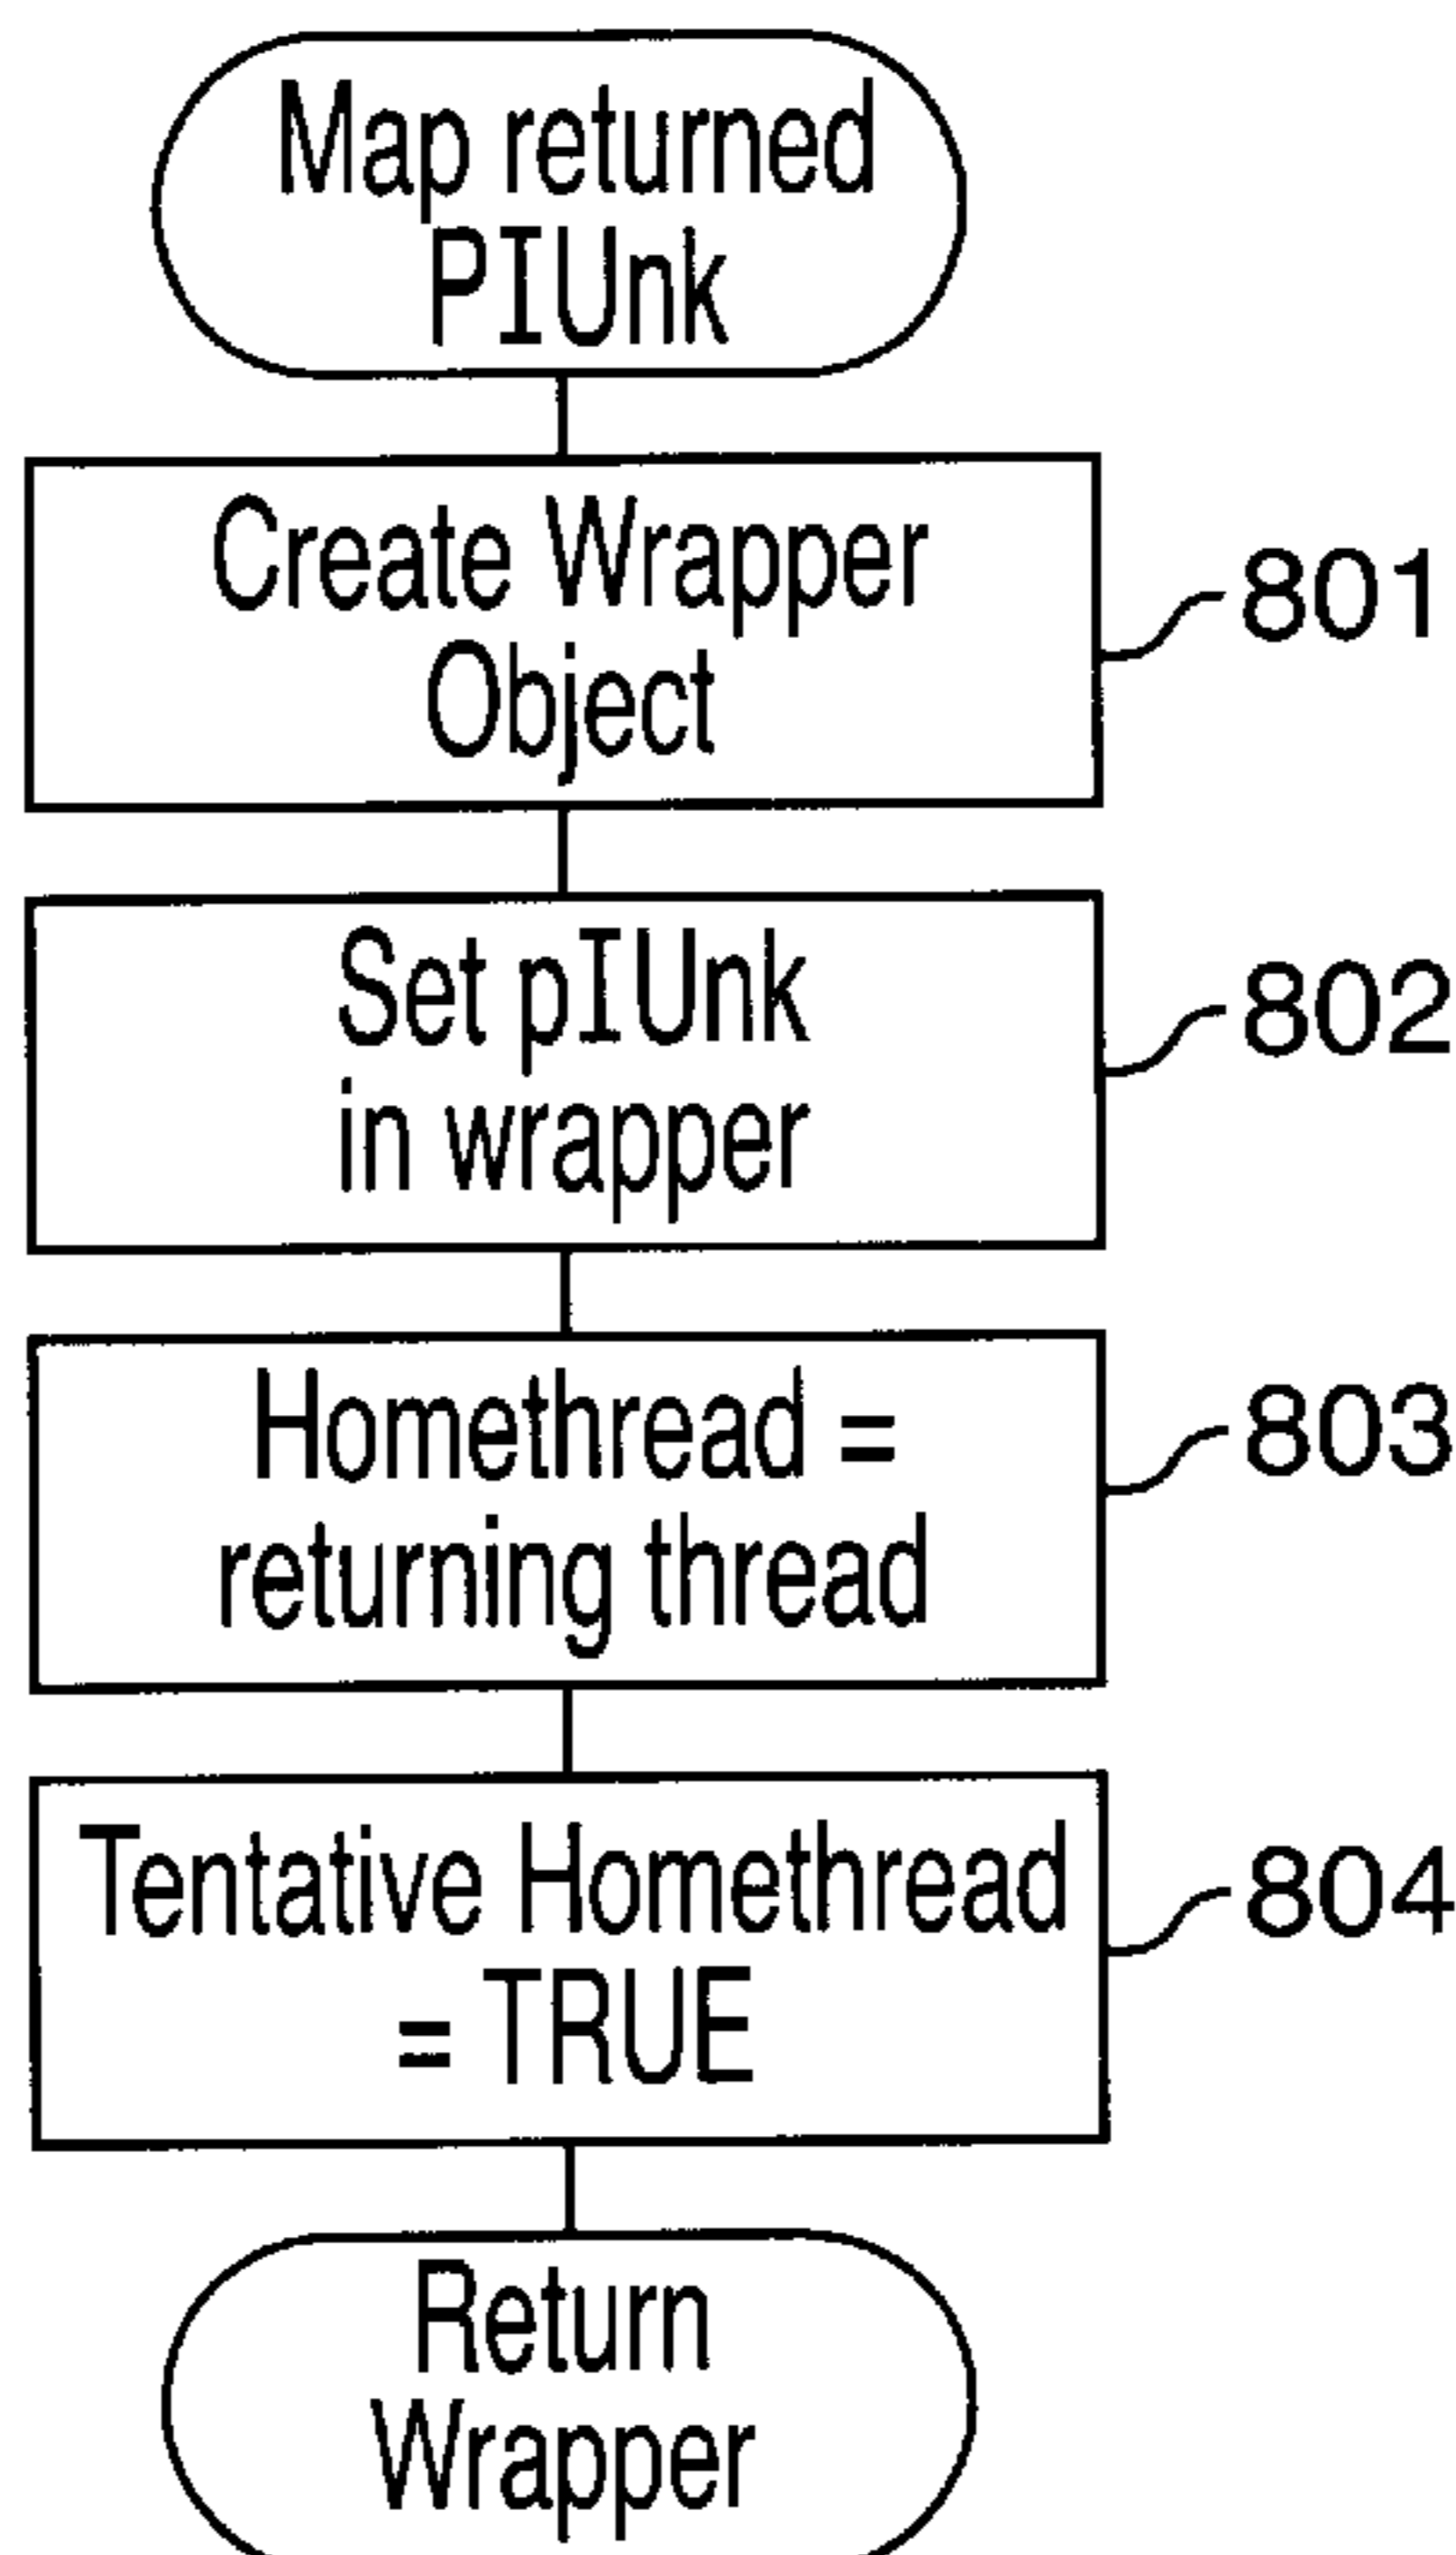 Map returned
PIUnk
Create Wrapper
Object
801
Set pIUnk
in wrapper
802
Homethread =
returning thread
803
Tentative Homethread
= TRUE
804
Return
Wrapper